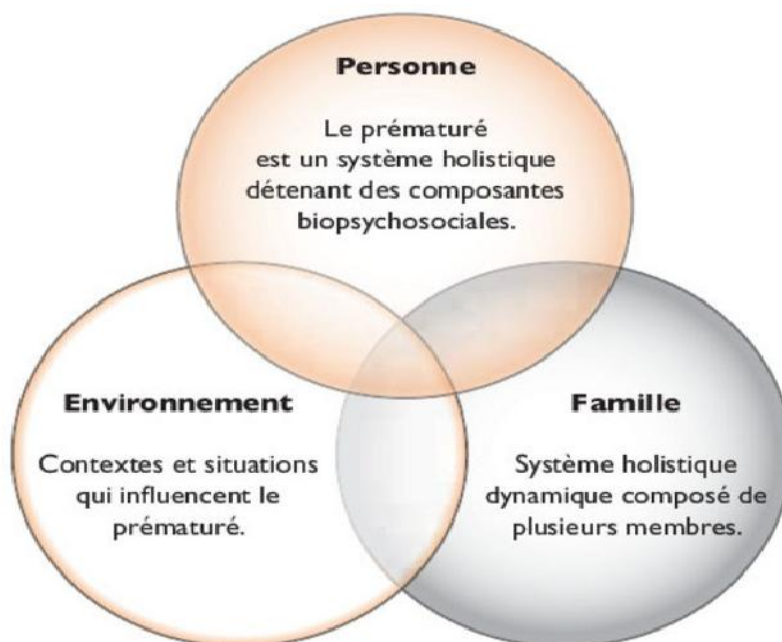 Personne
Le prématuré
est un système holistique
détenant des composantes
biopsychosociales.
Environnement
Contextes et situations
qui influencent le
prématuré.
Famille
Système holistique
dynamique composé de
plusieurs membres.